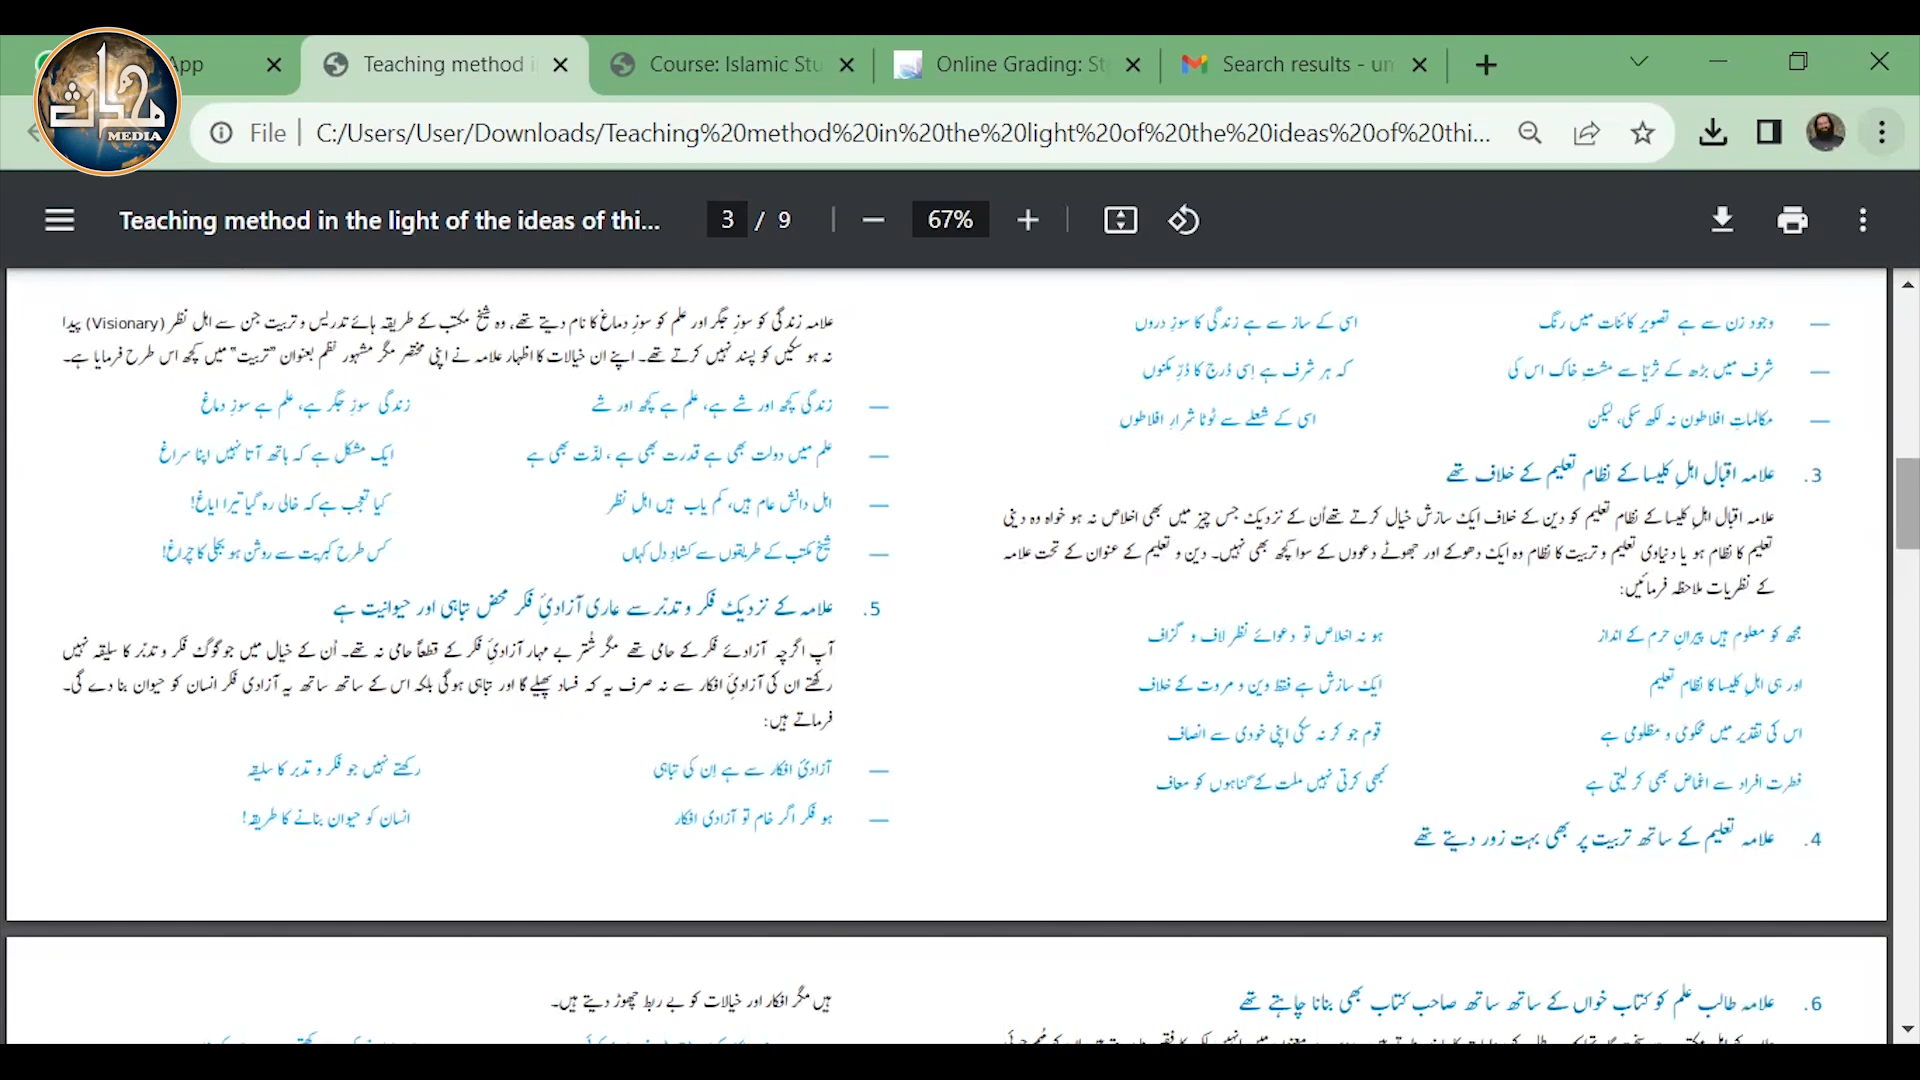 App
Teaching method i
Course: Islamic Stu
Online Grading: St
Search results - un
MEDIA
File
C:/Users/User/Downloads/Teaching%20method%20in%20the%20light%20of%20the%20ideas%20of%20thi...
Teaching method in the light of the ideas of thi...
3 / 9
67%
وجود زن سے ہے تصویر کائنات میں رنگ اسی کے ساز سے ہے زندگی کا سوزِ دروں
شرف میں بڑھ کے ثریّا سے مشتِ خاک اس کی کہ ہر شرف ہے اِسی دُرج کا دُرِّ مکنوں
مکالماتِ افلاطون نہ لکھ سکی، لیکن اسی کے شعلے سے ٹوٹا شرارِ افلاطوں
3. علامہ اقبال اہلِ کلیسا کے نظام تعلیم کے خلاف تھے
علامہ اقبال اہلِ کلیسا کے نظام تعلیم کو دین کے خلاف ایک سازش خیال کرتے تھے اُن کے نزدیک جس چیز میں بھی اخلاص نہ ہو خواہ وہ دینی
تعلیم کا نظام ہو یا دنیاوی تعلیم و تربیت کا نظام وہ ایک دھوکے اور جھوٹے دعووں کے سوا کچھ بھی نہیں۔ دین و تعلیم کے عنوان کے تحت علامہ
کے نظریات ملاحظہ فرمائیں:
مجھ کو معلوم ہیں پیرانِ حرم کے انداز ہو نہ اخلاص تو دعوائے نظر لاف و گزاف
اور یہی اہلِ کلیسا کا نظام تعلیم ایک سازش ہے فقط دین و مروت کے خلاف
اس کی تقدیر میں محکومی و مظلومی ہے قوم جو کر نہ سکی اپنی خودی سے انصاف
فطرت افراد سے اغماض بھی کر لیتی ہے کبھی کرتی نہیں ملت کے گناہوں کو معاف
4. علامہ تعلیم کے ساتھ تربیت پر بھی بہت زور دیتے تھے
علامہ زندگی کو سوزِ جگر اور علم کو سوزِ دماغ کا نام دیتے تھے، وہ شیخ مکتب کے طریقہ ہائے تدریس و تربیت جن سے اہل نظر (Visionary) پیدا
نہ ہو سکیں کو پسند نہیں کرتے تھے۔ اپنے ان خیالات کا اظہار علامہ نے اپنی مختصر مگر مشہور نظم بعنوان "تربیت" میں کچھ اس طرح فرمایا ہے۔
زندگی کچھ اور شے ہے، علم ہے کچھ اور شے زندگی سوزِ جگر ہے، علم ہے سوزِ دماغ
علم میں دولت بھی ہے قدرت بھی ہے، لذّت بھی ہے ایک مشکل ہے کہ ہاتھ آتا نہیں اپنا سراغ
اہل دانش عام ہیں، کم یاب ہیں اہلِ نظر کیا تعجب ہے کہ خالی رہ گیا تیرا ایاغ!
شیخ مکتب کے طریقوں سے کشادِ دل کہاں کس طرح کبریت سے روشن ہو بجلی کا چراغ!
5. علامہ کے نزدیک فکر و تدبّر سے عاری آزادیٔ فکر محض تباہی اور حیوانیت ہے
آپ اگرچہ آزادئے فکر کے حامی تھے مگر شُتر بے مہار آزادیٔ فکر کے قطعاً حامی نہ تھے۔ اُن کے خیال میں جو لوگ فکر و تدبّر کا سلیقہ نہیں
رکھتے ان کی آزادیٔ افکار سے نہ صرف یہ کہ فساد پھیلے گا اور تباہی ہوگی بلکہ اس کے ساتھ ساتھ یہ آزادی فکر انسان کو حیوان بنا دے گی۔
فرماتے ہیں:
آزادیٔ افکار سے ہے اِن کی تباہی رکھتے نہیں جو فکر و تدبر کا سلیقہ
ہو فکر اگر خام تو آزادی افکار انسان کو حیوان بنانے کا طریقہ!
6. علامہ طالب علم کو کتاب خواں کے ساتھ ساتھ صاحب کتاب بھی بنانا چاہتے تھے
ہیں مگر افکار اور خیالات کو بے ربط چھوڑ دیتے ہیں۔